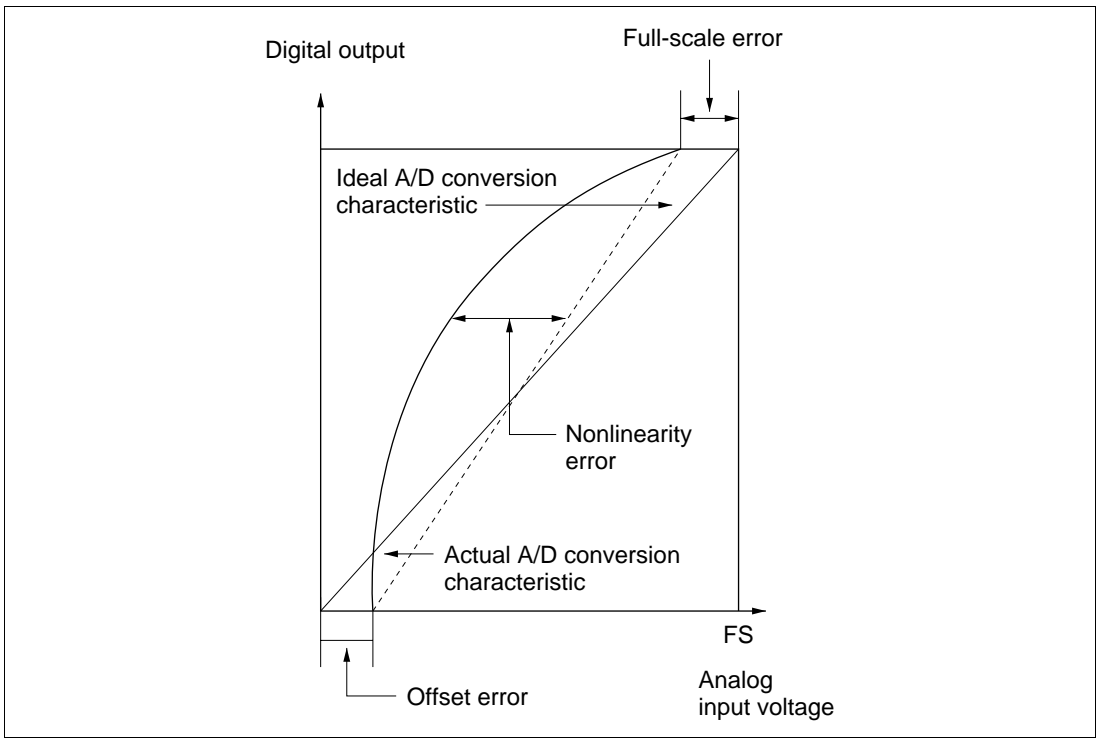 Full-scale error
Digital output
Ideal A/D conversion
characteristic
Nonlinearity
error
Actual A/D conversion
characteristic
FS
Offset error
Analog
input voltage